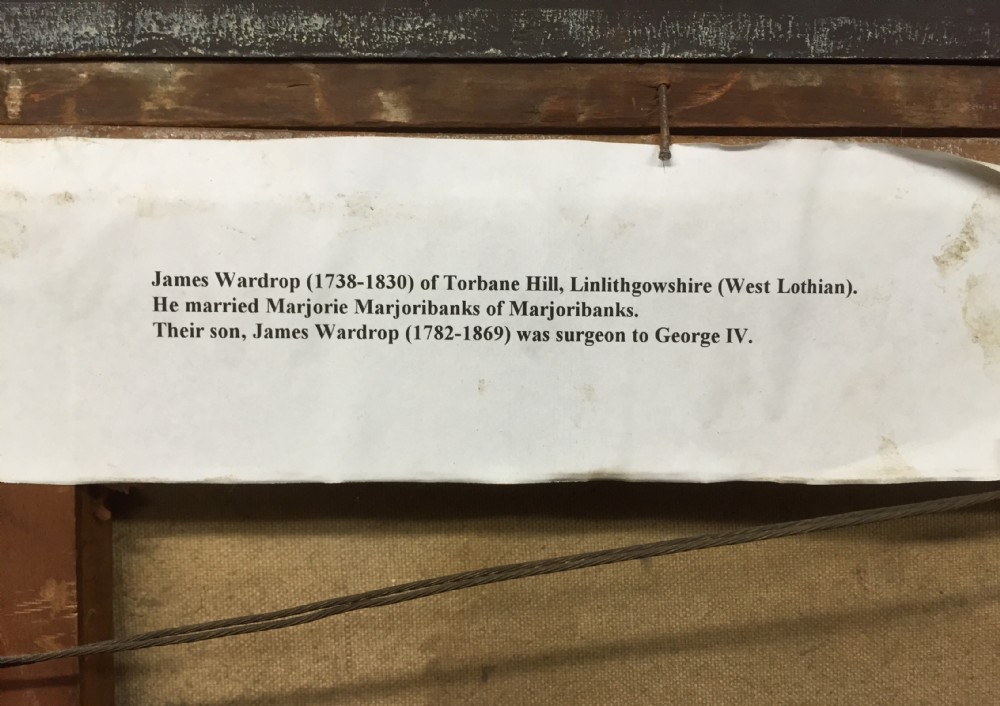 James Wardrop (1738-1830) of Torbane Hill, Linlithgowshire (West Lothian).
He married Marjorie Marjoribanks of Marjoribanks.
Their son, James Wardrop (1782-1869) was surgeon to George IV.